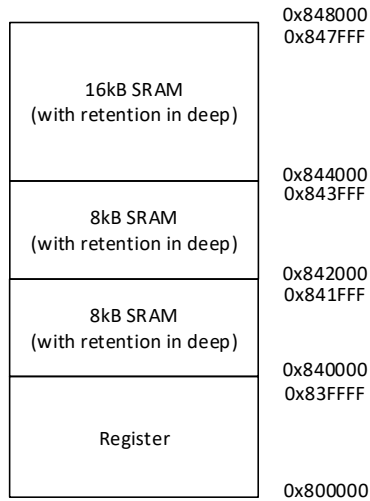 0x848000
0x847FFF
16kB SRAM
(with retention in deep)
0x844000
0x843FFF
8kB SRAM
(with retention in deep)
0x842000
0x841FFF
8kB SRAM
(with retention in deep)
0x840000
0x83FFFF
Register
0x800000